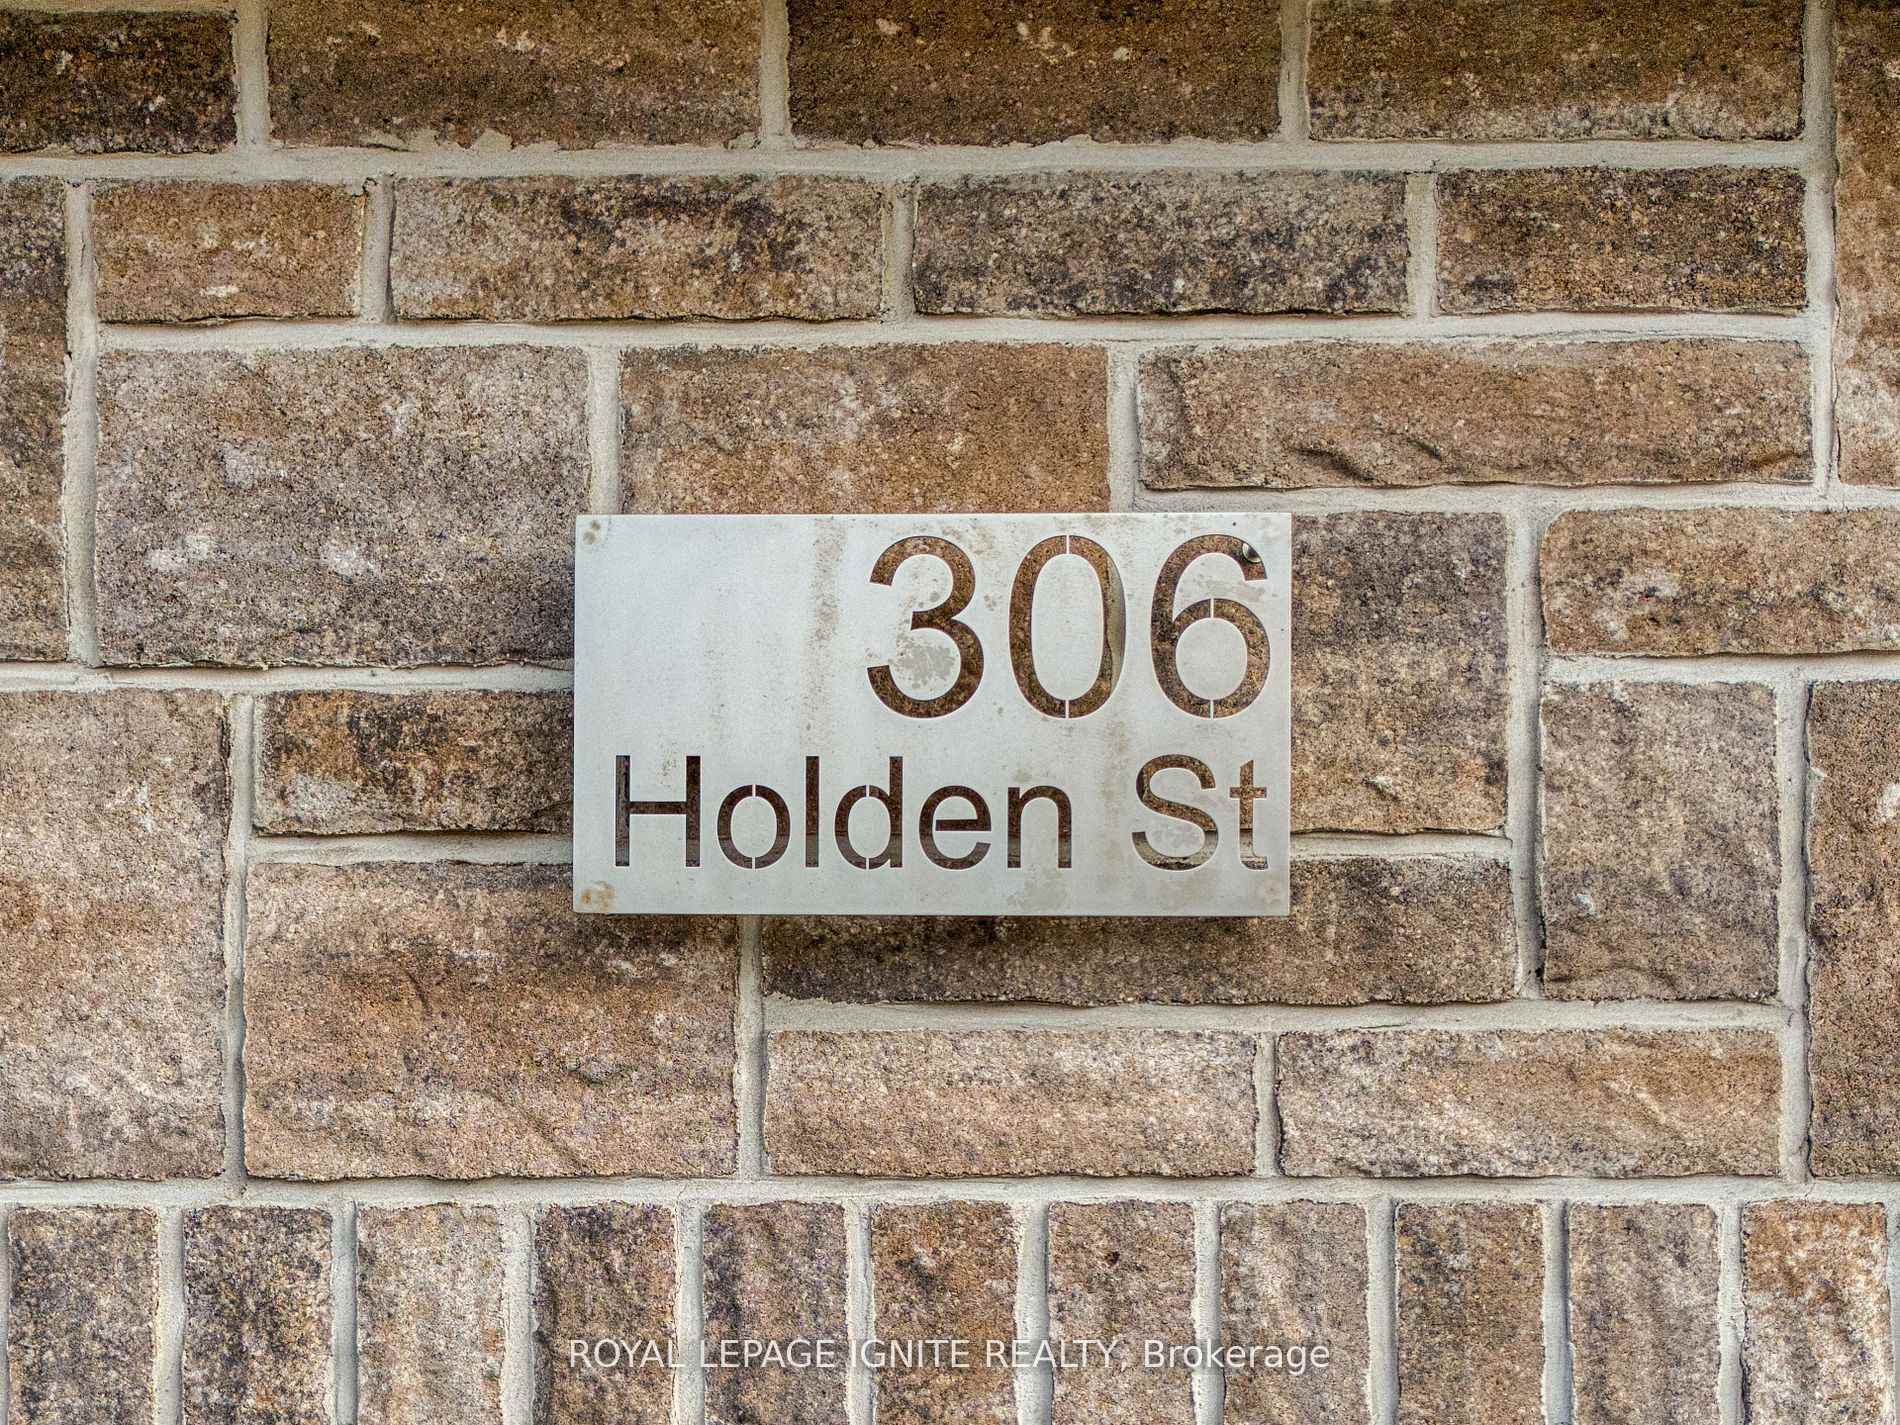 306
Holden St
ROYAL LEPAGE IGNITE REALTY, Brokerage